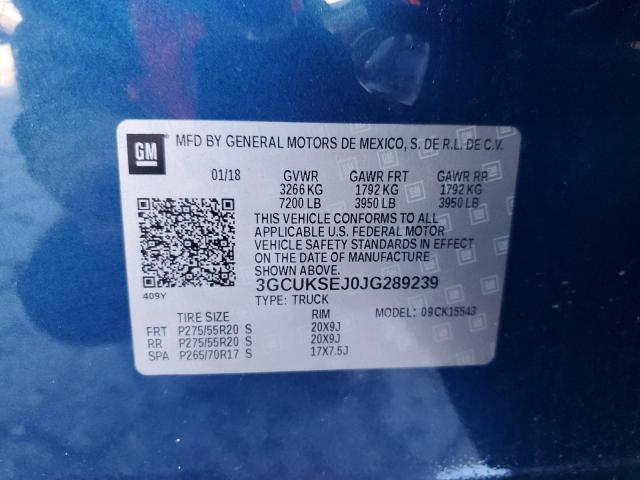 GM
MFD BY GENERAL MOTORS DE MEXICO, S. DE R.L. DE C.V.
01/18 GVWR GAWR FRT GAWR RR
3266 KG 1792 KG 1792 KG
7200 LB 3950 LB 3950 LB
THIS VEHICLE CONFORMS TO ALL
APPLICABLE U.S. FEDERAL MOTOR
VEHICLE SAFETY STANDARDS IN EFFECT
ON THE DATE OF MANUFACTURE
SHOWN ABOVE.
409Y
3GCUKSEJ0JG289239
TYPE: TRUCK MODEL: 09CK15543
TIRE SIZE RIM
FRT P275/55R20 S 20X9J
RR P275/55R20 S 20X9J
SPA P265/70R17 S 17X7.5J